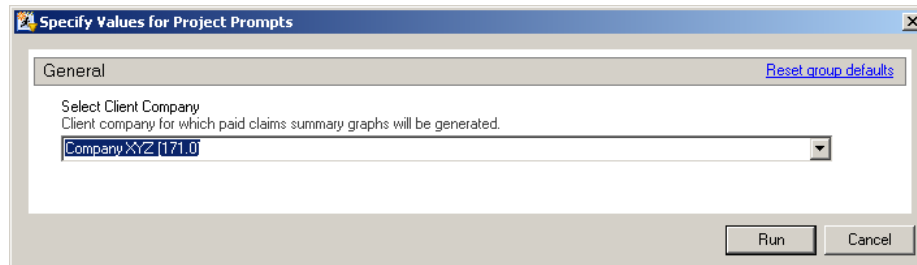 Specify Values for Project Prompts
General
Reset group defaults
Select Client Company
Client company for which paid claims summary graphs will be generated.
Company XYZ [171.0]
Run
Cancel